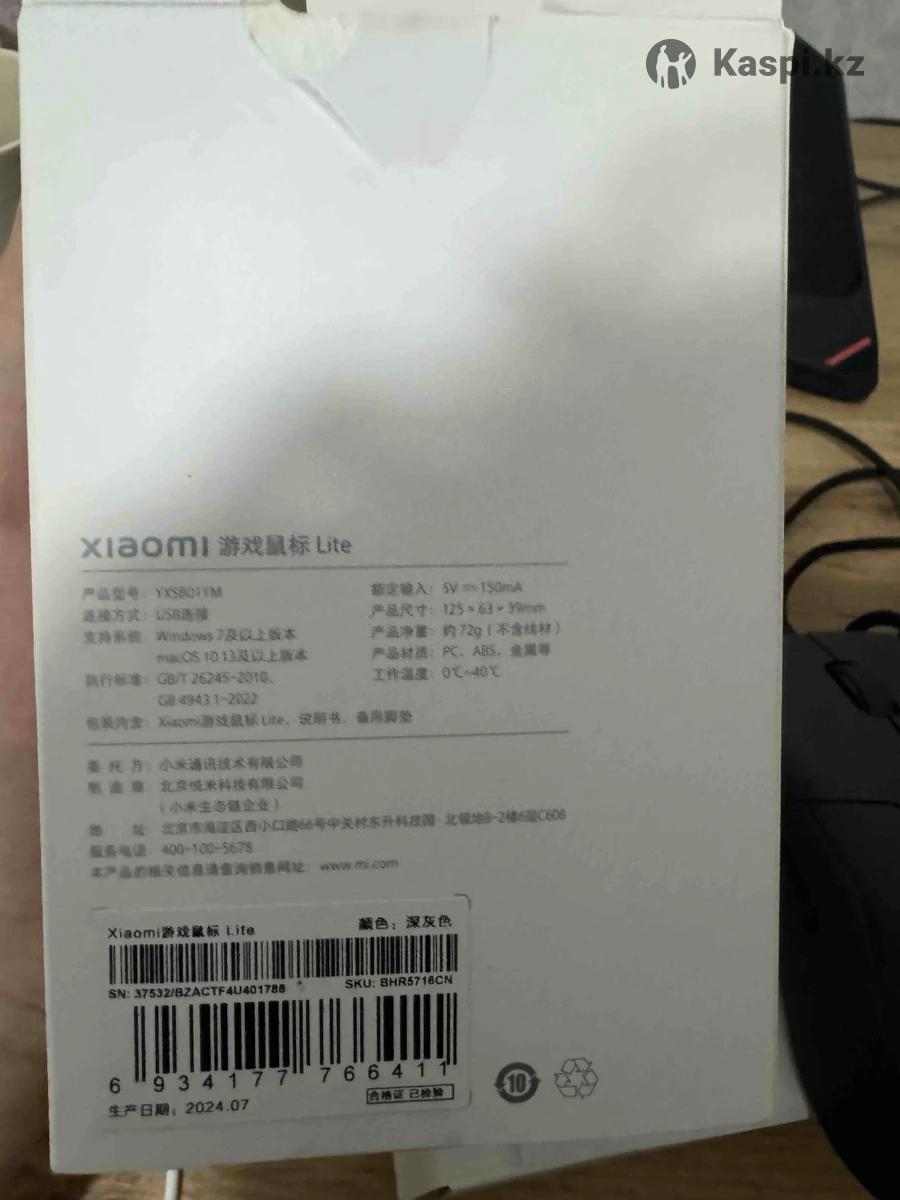 Kaspi.kz
xiaomi 游戏鼠标 Lite
产品型号: YXSB01YM
连接方式: USB连接
支持系统: Windows 7及以上版本
macOS 10.13及以上版本
执行标准: GB/T 26245-2010、
GB 4943.1-2022
包装内含: Xiaomi游戏鼠标 Lite、说明书、备用脚垫
额定输入: 5V ⎓ 150mA
产品尺寸: 125 × 63 × 39mm
产品净重: 约72g（不含线材）
产品材质: PC、ABS、金属等
工作温度: 0℃~40℃
委 托 方: 小米通讯技术有限公司
制 造 商: 北京悦米科技有限公司
（小米生态链企业）
地 址: 北京市海淀区西小口路66号中关村东升科技园·北领地B-2楼6层C608
服务电话: 400-100-5678
本产品的相关信息请查询销售网址: www.mi.com
Xiaomi游戏鼠标 Lite 颜色: 深灰色
SN: 37532/BZACTF4U401788 SKU: BHR5716CN
6 934177 766411
合格证 已检验
生产日期: 2024.07
10